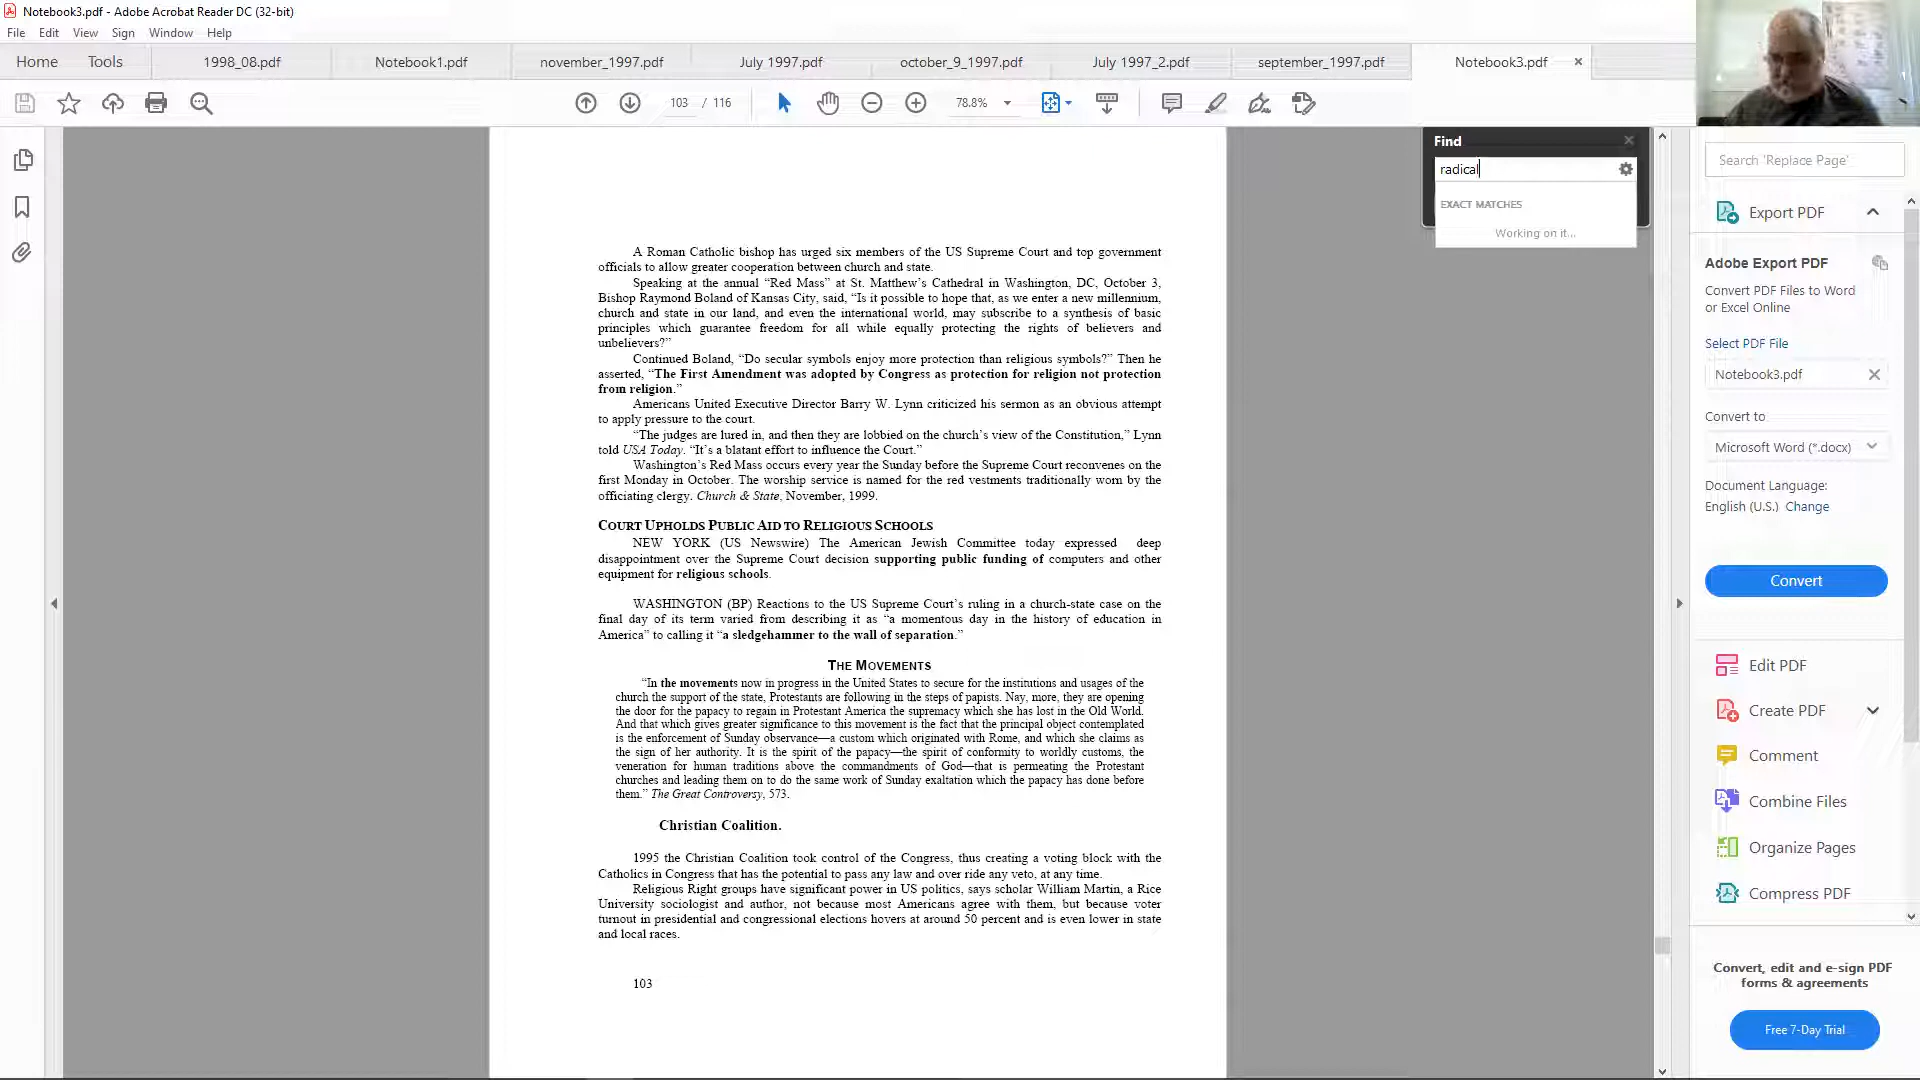 Notebook3.pdf - Adobe Acrobat Reader DC (32-bit)
File Edit View Sign Window Help
Home Tools 1998_08.pdf Notebook1.pdf november_1997.pdf July 1997.pdf october_9_1997.pdf July 1997_2.pdf september_1997.pdf Notebook3.pdf
103 / 116 78.8%
Find
radical
EXACT MATCHES
Working on it...
A Roman Catholic bishop has urged six members of the US Supreme Court and top government
officials to allow greater cooperation between church and state.
Speaking at the annual “Red Mass” at St. Matthew’s Cathedral in Washington, DC, October 3,
Bishop Raymond Boland of Kansas City, said, “Is it possible to hope that, as we enter a new millennium,
church and state in our land, and even the international world, may subscribe to a synthesis of basic
principles which guarantee freedom for all while equally protecting the rights of believers and
unbelievers?”
Continued Boland, “Do secular symbols enjoy more protection than religious symbols?” Then he
asserted, “The First Amendment was adopted by Congress as protection for religion not protection
from religion.”
Americans United Executive Director Barry W. Lynn criticized his sermon as an obvious attempt
to apply pressure to the court.
“The judges are lured in, and then they are lobbied on the church’s view of the Constitution,” Lynn
told USA Today. “It’s a blatant effort to influence the Court.”
Washington’s Red Mass occurs every year the Sunday before the Supreme Court reconvenes on the
first Monday in October. The worship service is named for the red vestments traditionally worn by the
officiating clergy. Church & State, November, 1999.
COURT UPHOLDS PUBLIC AID TO RELIGIOUS SCHOOLS
NEW YORK (US Newswire) The American Jewish Committee today expressed deep
disappointment over the Supreme Court decision supporting public funding of computers and other
equipment for religious schools.
WASHINGTON (BP) Reactions to the US Supreme Court’s ruling in a church-state case on the
final day of its term varied from describing it as “a momentous day in the history of education in
America” to calling it “a sledgehammer to the wall of separation.”
THE MOVEMENTS
“In the movements now in progress in the United States to secure for the institutions and usages of the
church the support of the state, Protestants are following in the steps of papists. Nay, more, they are opening
the door for the papacy to regain in Protestant America the supremacy which she has lost in the Old World.
And that which gives greater significance to this movement is the fact that the principal object contemplated
is the enforcement of Sunday observance—a custom which originated with Rome, and which she claims as
the sign of her authority. It is the spirit of the papacy—the spirit of conformity to worldly customs, the
veneration for human traditions above the commandments of God—that is permeating the Protestant
churches and leading them on to do the same work of Sunday exaltation which the papacy has done before
them.” The Great Controversy, 573.
Christian Coalition.
1995 the Christian Coalition took control of the Congress, thus creating a voting block with the
Catholics in Congress that has the potential to pass any law and over ride any veto, at any time.
Religious Right groups have significant power in US politics, says scholar William Martin, a Rice
University sociologist and author, not because most Americans agree with them, but because voter
turnout in presidential and congressional elections hovers at around 50 percent and is even lower in state
and local races.
103
Search 'Replace Page'
Export PDF
Adobe Export PDF
Convert PDF Files to Word
or Excel Online
Select PDF File
Notebook3.pdf
Convert to
Microsoft Word (*.docx)
Document Language:
English (U.S.) Change
Convert
Edit PDF
Create PDF
Comment
Combine Files
Organize Pages
Compress PDF
Convert, edit and e-sign PDF
forms & agreements
Free 7-Day Trial